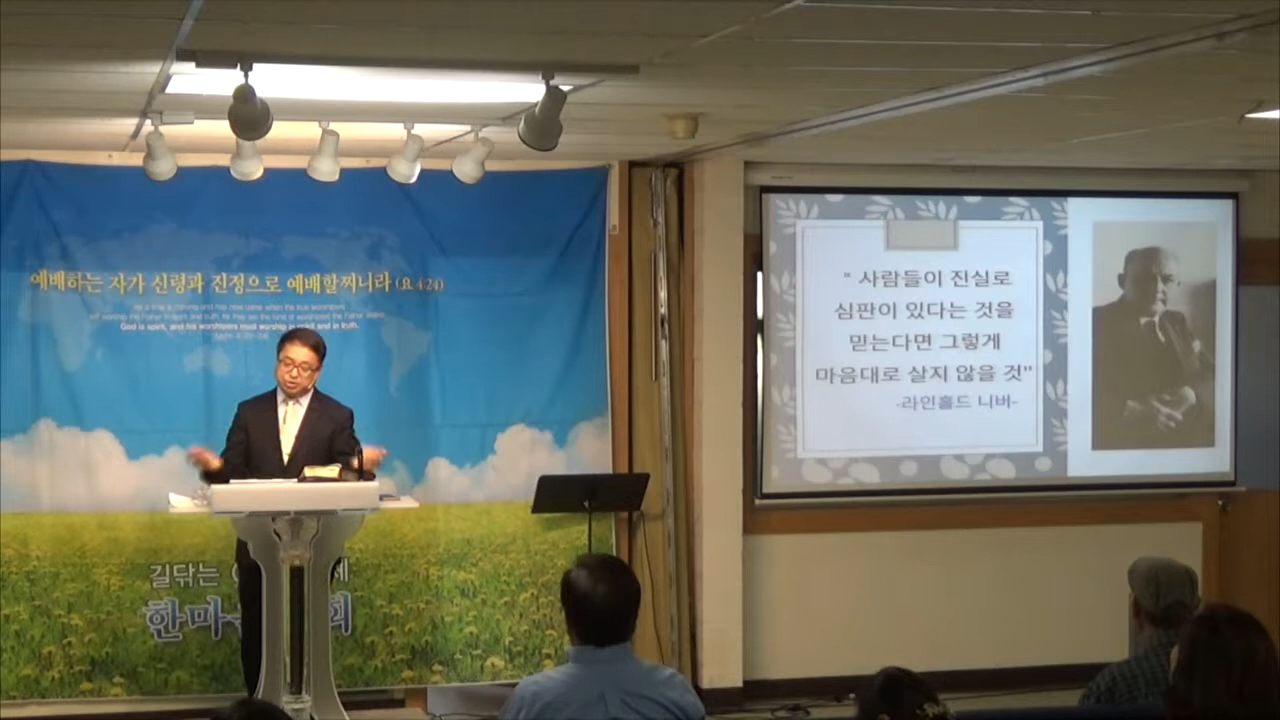 예배하는 자가 신령과 진정으로 예배할찌니라 (요 4:24)
God is spirit, and his worshipers must worship in spirit and in truth.
길닦는
한마
회
" 사람들이 진실로
심판이 있다는 것을
믿는다면 그렇게
마음대로 살지 않을 것"
-라인홀드 니버-